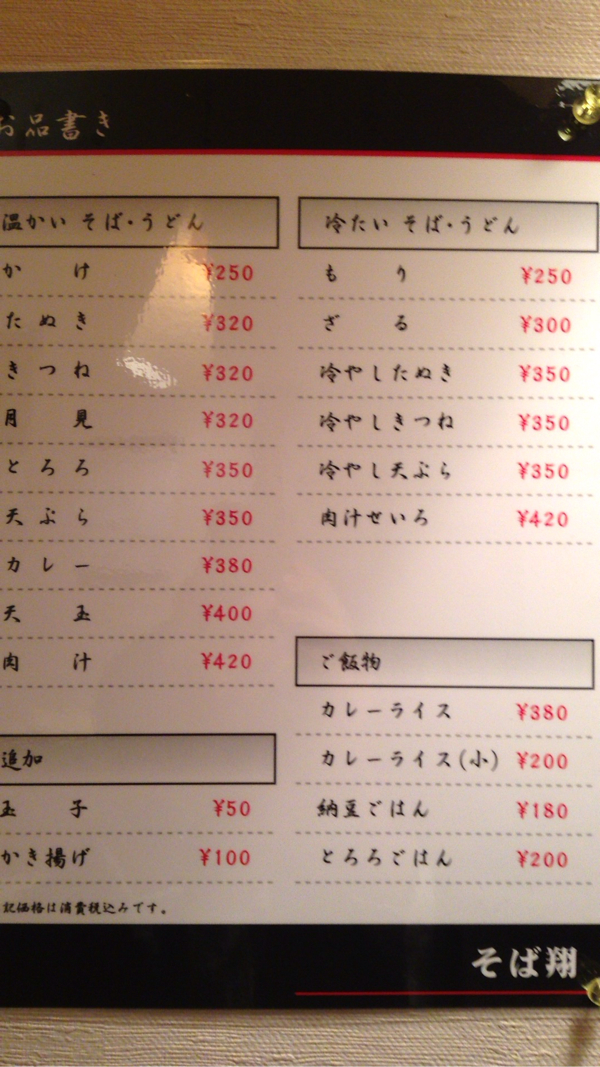 お品書き
温かい そば・うどん
かけ ¥250
たぬき ¥320
きつね ¥320
月見 ¥320
とろろ ¥350
天ぷら ¥350
カレー ¥380
天玉 ¥400
肉汁 ¥420
追加
玉子 ¥50
かき揚げ ¥100
記価格は消費税込みです。
冷たい そば・うどん
もり ¥250
ざる ¥300
冷やしたぬき ¥350
冷やしきつね ¥350
冷やし天ぷら ¥350
肉汁せいろ ¥420
ご飯物
カレーライス ¥380
カレーライス(小) ¥200
納豆ごはん ¥180
とろろごはん ¥200
そば翔